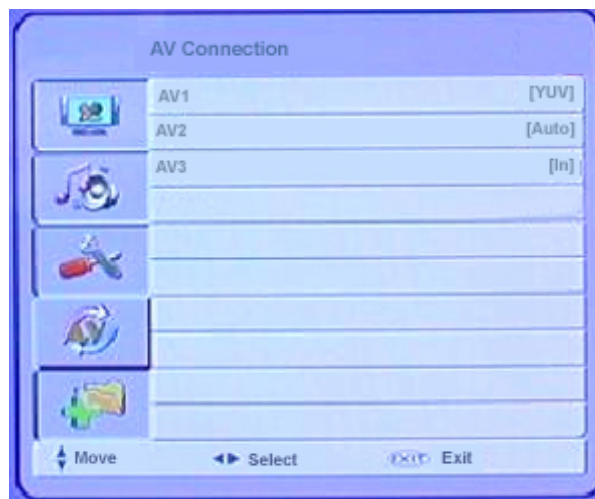 AV Connection
AV1 [YUV]
AV2 [Auto]
AV3 [In]
Move Select EXIT Exit